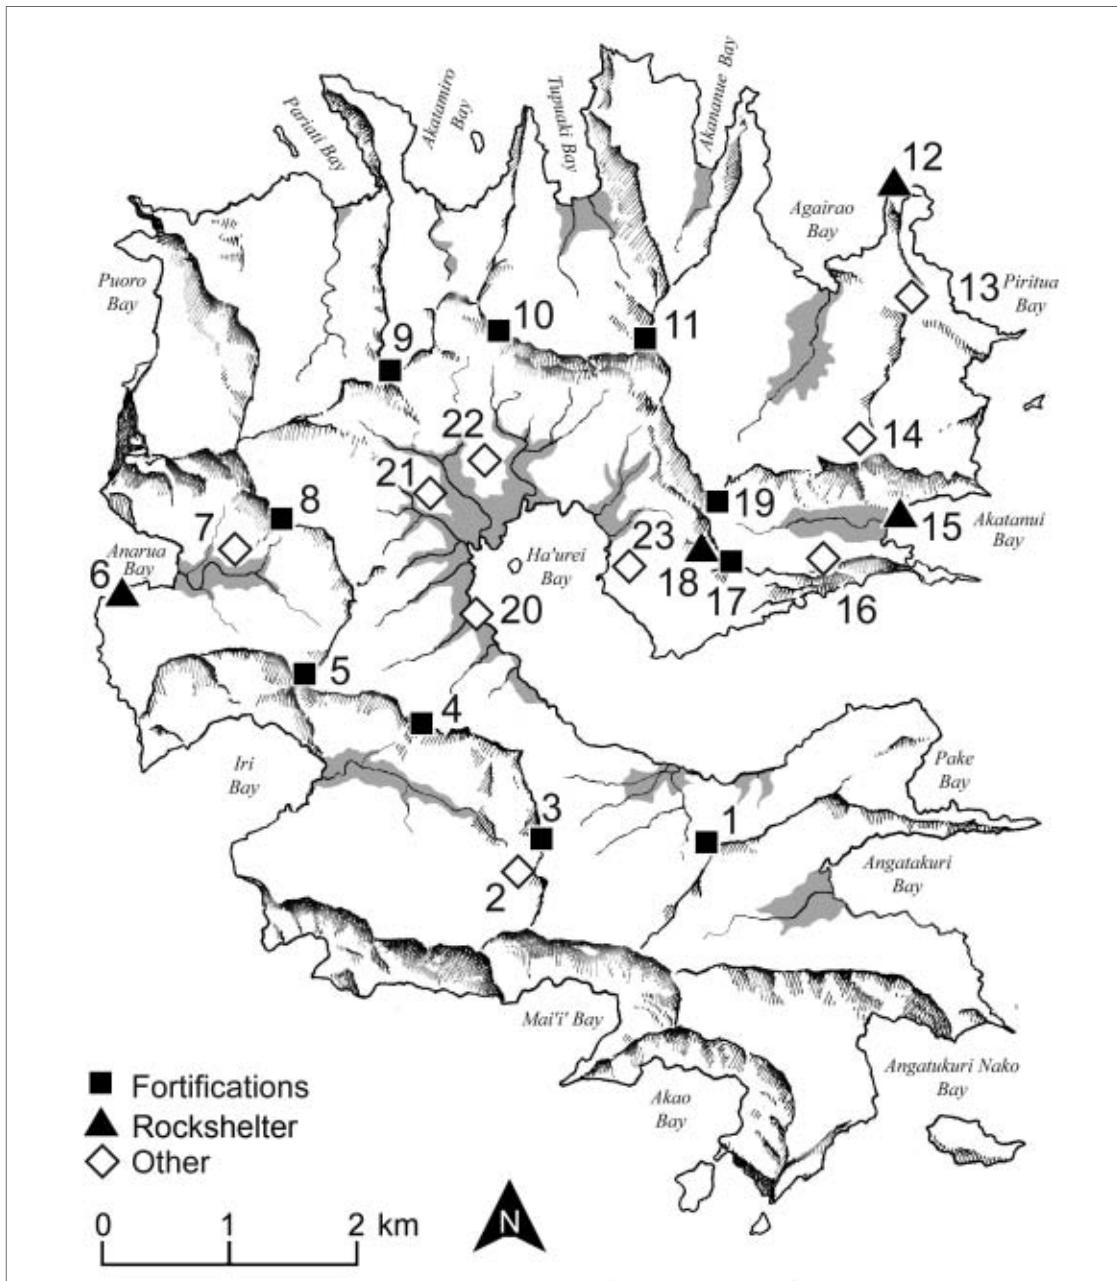 Pariati Bay
Akatamiro
Bay
Tupuaki Bay
Akananue Bay
12
Agairao
Bay
Puoro
Bay
13
Piritua
Bay
10
11
9
22
14
21
8
19
7
Anarua
Bay
6
Ha'urei
Bay
23
18
15
Akatanui
Bay
17
16
20
5
4
Iri
Bay
Pake
Bay
3
1
2
Angatakuri
Bay
Mai'i' Bay
Akao
Bay
Angatukuri Nako
Bay
Fortifications
Rockshelter
Other
0 1 2 km
N